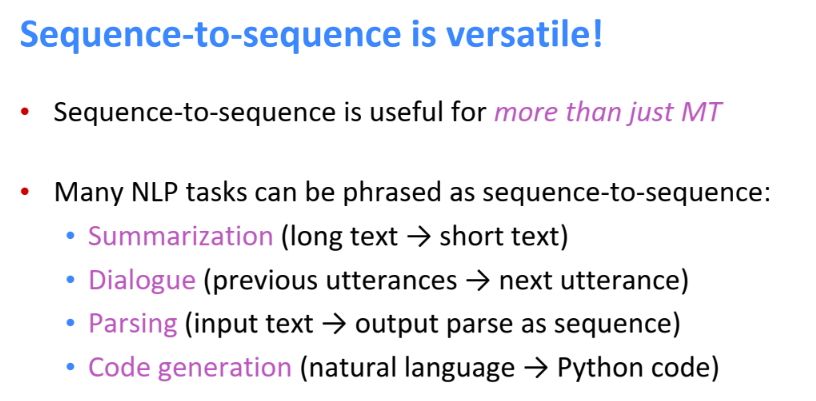 Sequence-to-sequence is versatile!
• Sequence-to-sequence is useful for more than just MT
• Many NLP tasks can be phrased as sequence-to-sequence:
• Summarization (long text → short text)
• Dialogue (previous utterances → next utterance)
• Parsing (input text → output parse as sequence)
• Code generation (natural language → Python code)